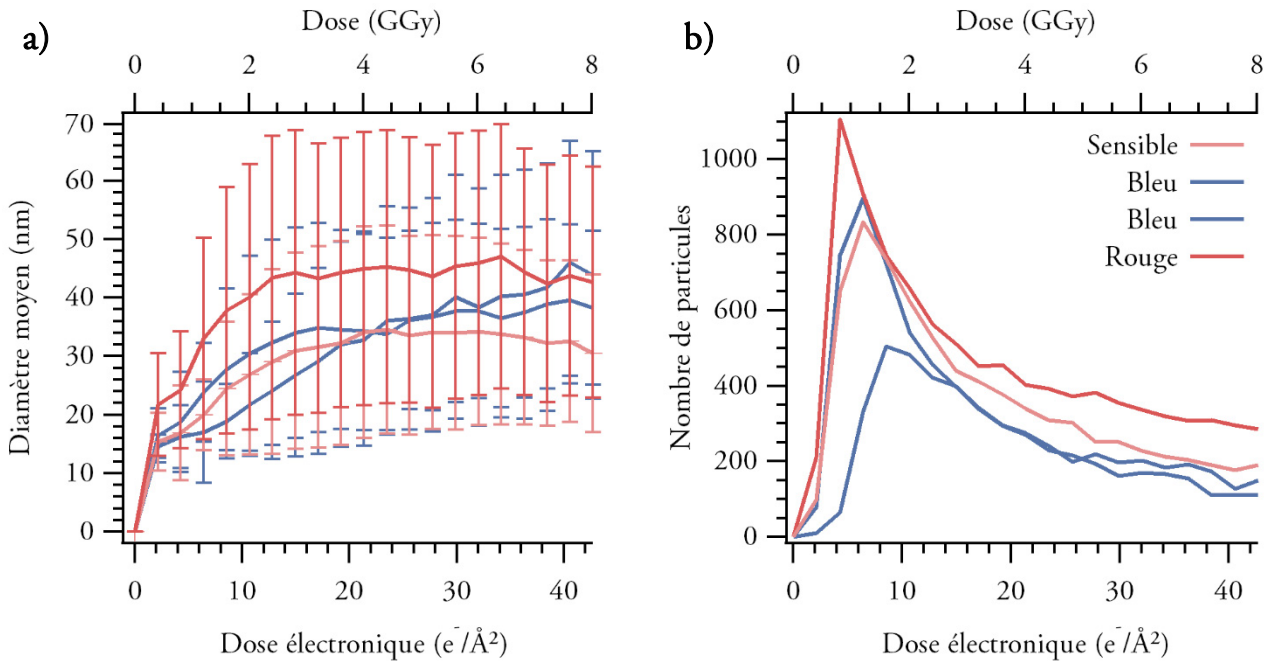 a)
Dose (GGy)
0 2 4 6 8
Diamètre moyen (nm)
70
60
50
40
30
20
10
0
0 10 20 30 40
Dose électronique (e⁻/Å²)
b)
Dose (GGy)
0 2 4 6 8
Nombre de particules
1000
800
600
400
200
0
Sensible
Bleu
Bleu
Rouge
0 10 20 30 40
Dose électronique (e⁻/Å²)